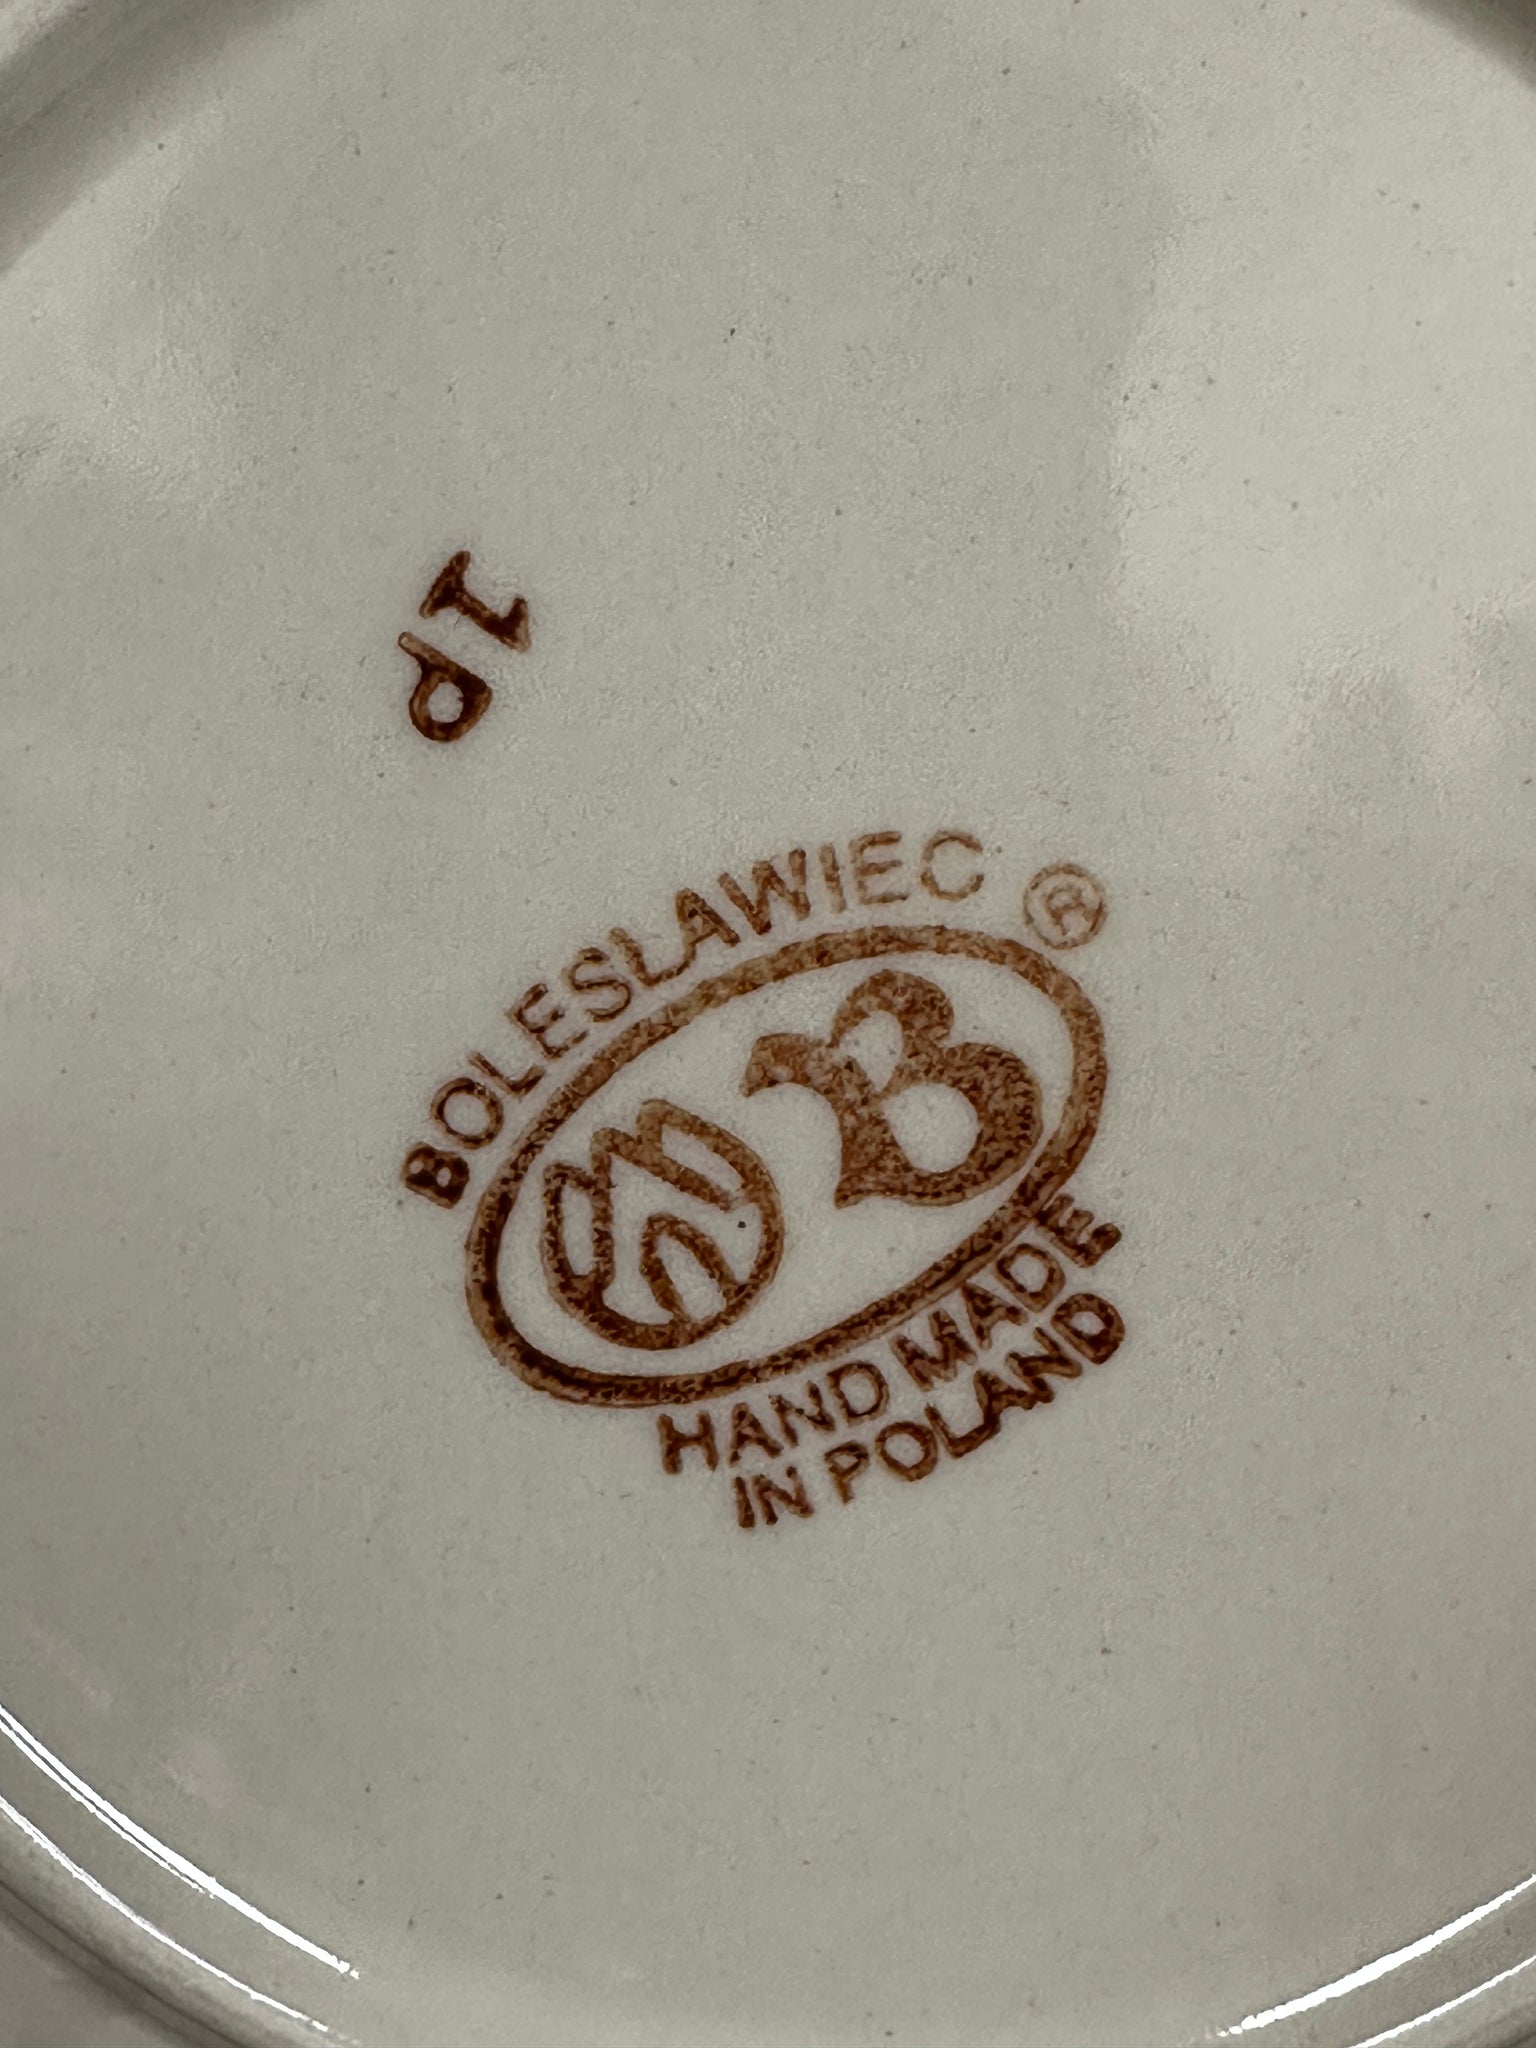 1P
BOLESLAWIEC ®
B
HAND MADE
IN POLAND